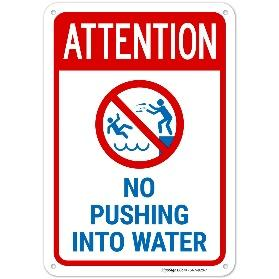 ATTENTION
NO
PUSHING
INTO WATER